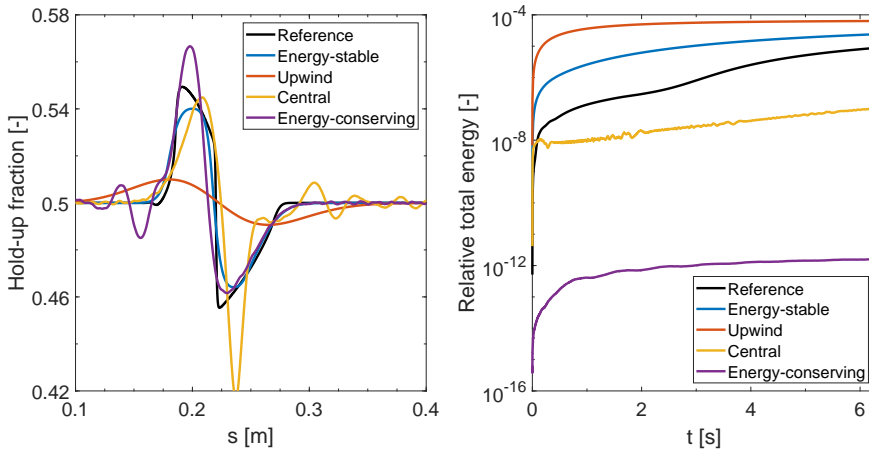 0.58
0.54
0.5
0.46
0.42
Hold-up fraction [-]
Reference
Energy-stable
Upwind
Central
Energy-conserving
0.1
0.2
0.3
0.4
s [m]
10^-4
10^-8
10^-12
10^-16
Relative total energy [-]
Reference
Energy-stable
Upwind
Central
Energy-conserving
0
2
4
6
t [s]